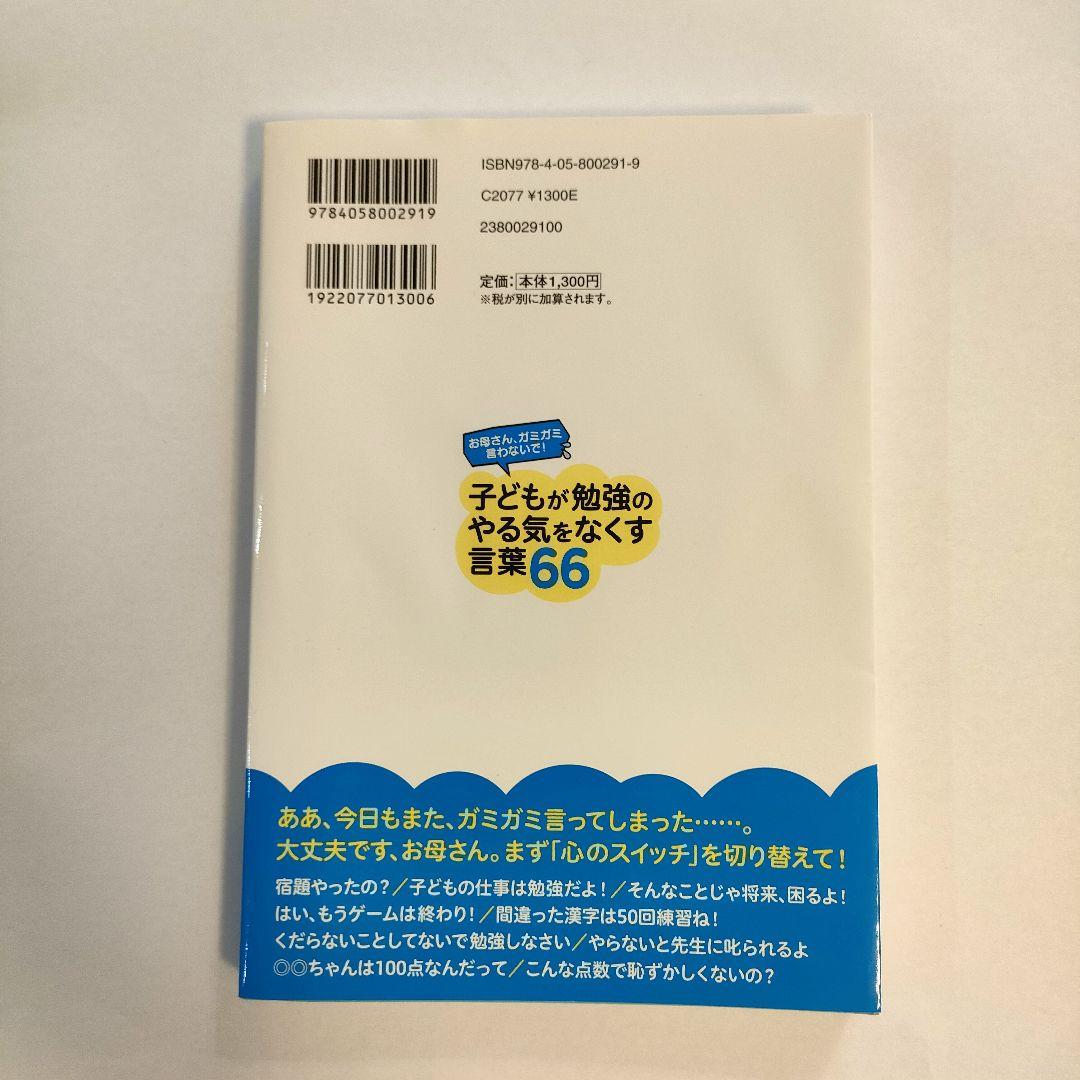 9784058002919
ISBN978-4-05-800291-9
C2077 ¥1300E
2380029100
1922077013006
定価：本体1,300円
※税が別に加算されます。
お母さん、ガミガミ
言わないで！
子どもが勉強の
やる気をなくす
言葉66
ああ、今日もまた、ガミガミ言ってしまった……。
大丈夫です、お母さん。まず「心のスイッチ」を切り替えて！
宿題やったの？／子どもの仕事は勉強だよ！／そんなことじゃ将来、困るよ！
はい、もうゲームは終わり！／間違った漢字は50回練習ね！
くだらないことしてないで勉強しなさい／やらないと先生に叱られるよ
◎◎ちゃんは100点なんだって／こんな点数で恥ずかしくないの？